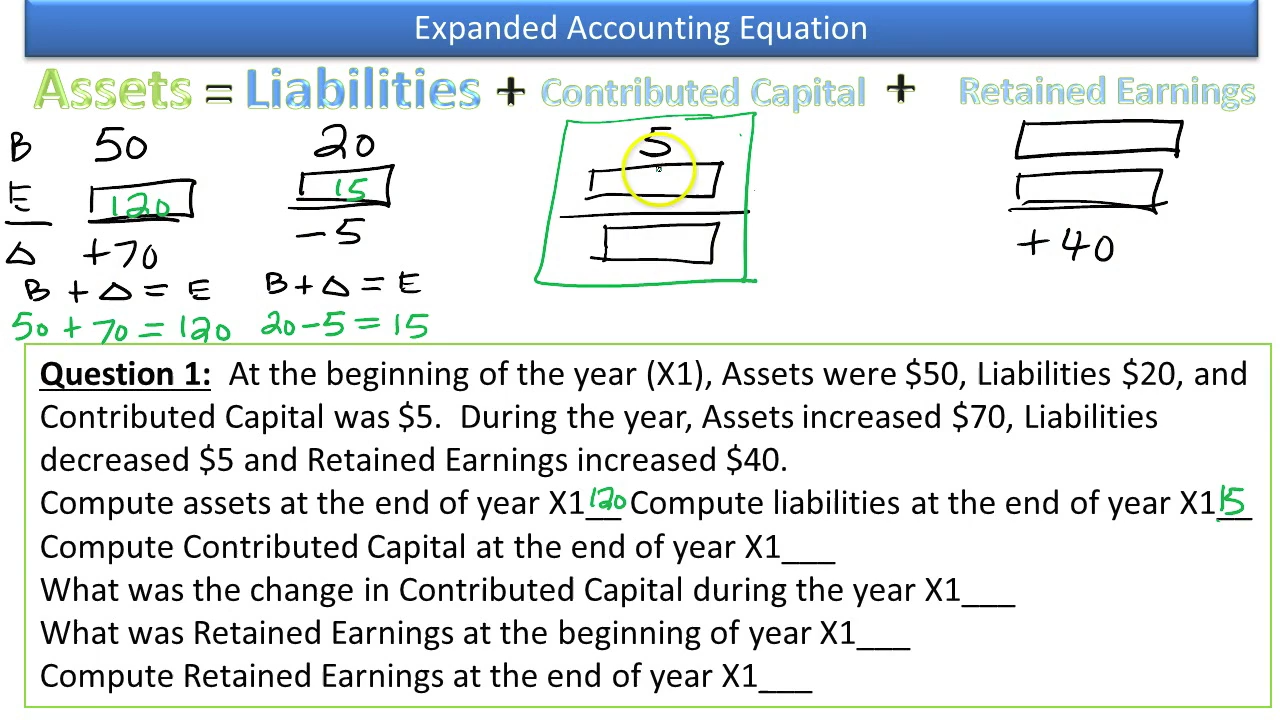 Expanded Accounting Equation
Assets = Liabilities + Contributed Capital + Retained Earnings
B 50 20 5
E 120 15
Δ +70 -5 +40
B + Δ = E B + Δ = E
50 + 70 = 120 20 - 5 = 15
Question 1: At the beginning of the year (X1), Assets were $50, Liabilities $20, and
Contributed Capital was $5. During the year, Assets increased $70, Liabilities
decreased $5 and Retained Earnings increased $40.
Compute assets at the end of year X1 120 Compute liabilities at the end of year X1 15
Compute Contributed Capital at the end of year X1___
What was the change in Contributed Capital during the year X1___
What was Retained Earnings at the beginning of year X1___
Compute Retained Earnings at the end of year X1___